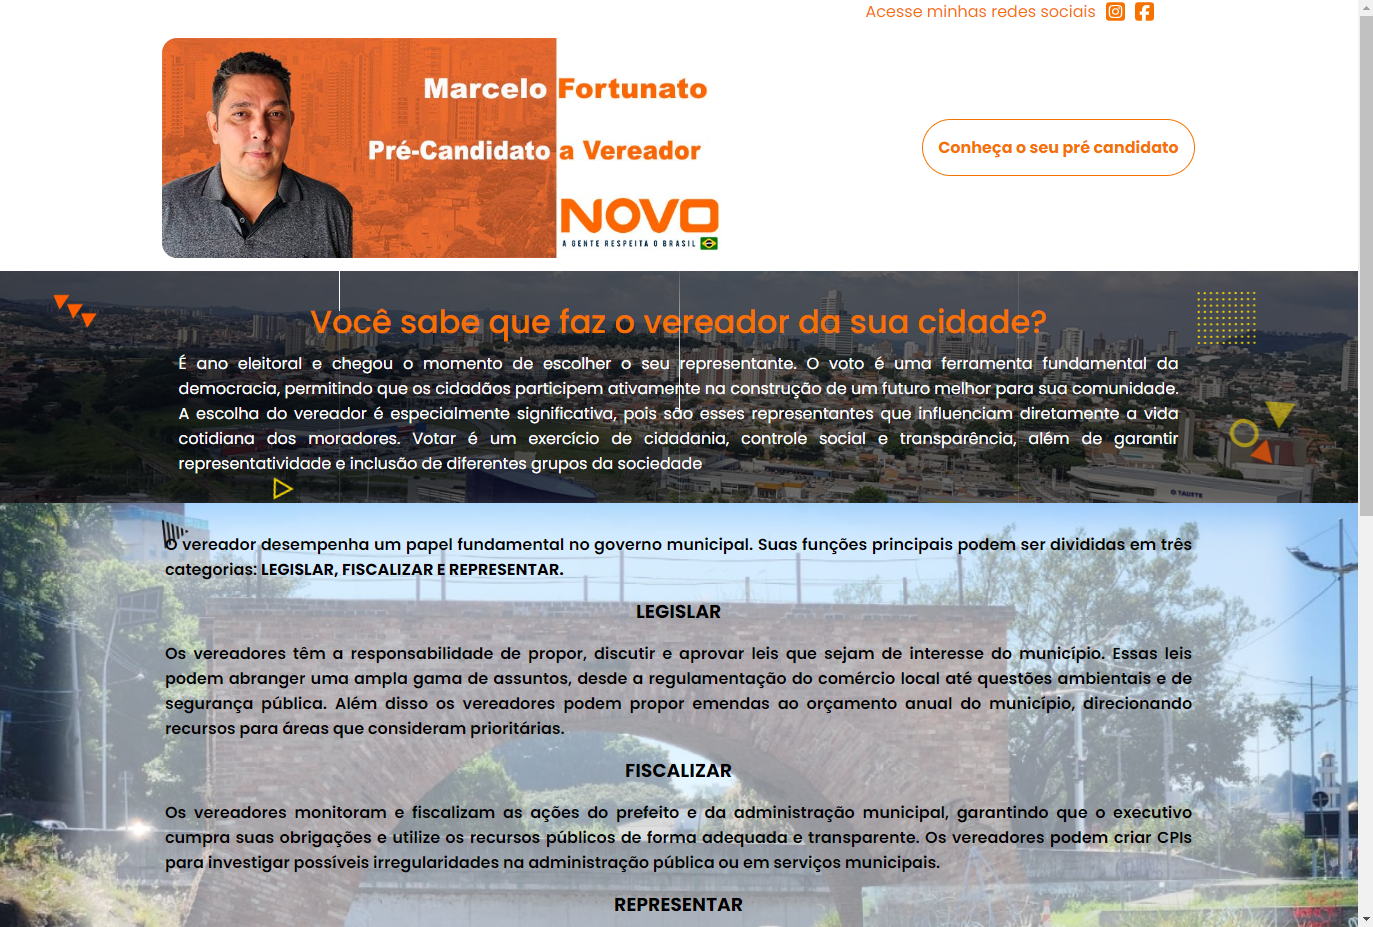 Acesse minhas redes sociais
Marcelo Fortunato
Pré-Candidato a Vereador
NOVO
A GENTE RESPEITA O BRASIL
Conheça o seu pré candidato
Você sabe que faz o vereador da sua cidade?
É ano eleitoral e chegou o momento de escolher o seu representante. O voto é uma ferramenta fundamental da
democracia, permitindo que os cidadãos participem ativamente na construção de um futuro melhor para sua comunidade.
A escolha do vereador é especialmente significativa, pois são esses representantes que influenciam diretamente a vida
cotidiana dos moradores. Votar é um exercício de cidadania, controle social e transparência, além de garantir
representatividade e inclusão de diferentes grupos da sociedade
O TAUSTE
O vereador desempenha um papel fundamental no governo municipal. Suas funções principais podem ser divididas em três
categorias: LEGISLAR, FISCALIZAR E REPRESENTAR.
LEGISLAR
Os vereadores têm a responsabilidade de propor, discutir e aprovar leis que sejam de interesse do município. Essas leis
podem abranger uma ampla gama de assuntos, desde a regulamentação do comércio local até questões ambientais e de
segurança pública. Além disso os vereadores podem propor emendas ao orçamento anual do município, direcionando
recursos para áreas que consideram prioritárias.
FISCALIZAR
Os vereadores monitoram e fiscalizam as ações do prefeito e da administração municipal, garantindo que o executivo
cumpra suas obrigações e utilize os recursos públicos de forma adequada e transparente. Os vereadores podem criar CPIs
para investigar possíveis irregularidades na administração pública ou em serviços municipais.
REPRESENTAR